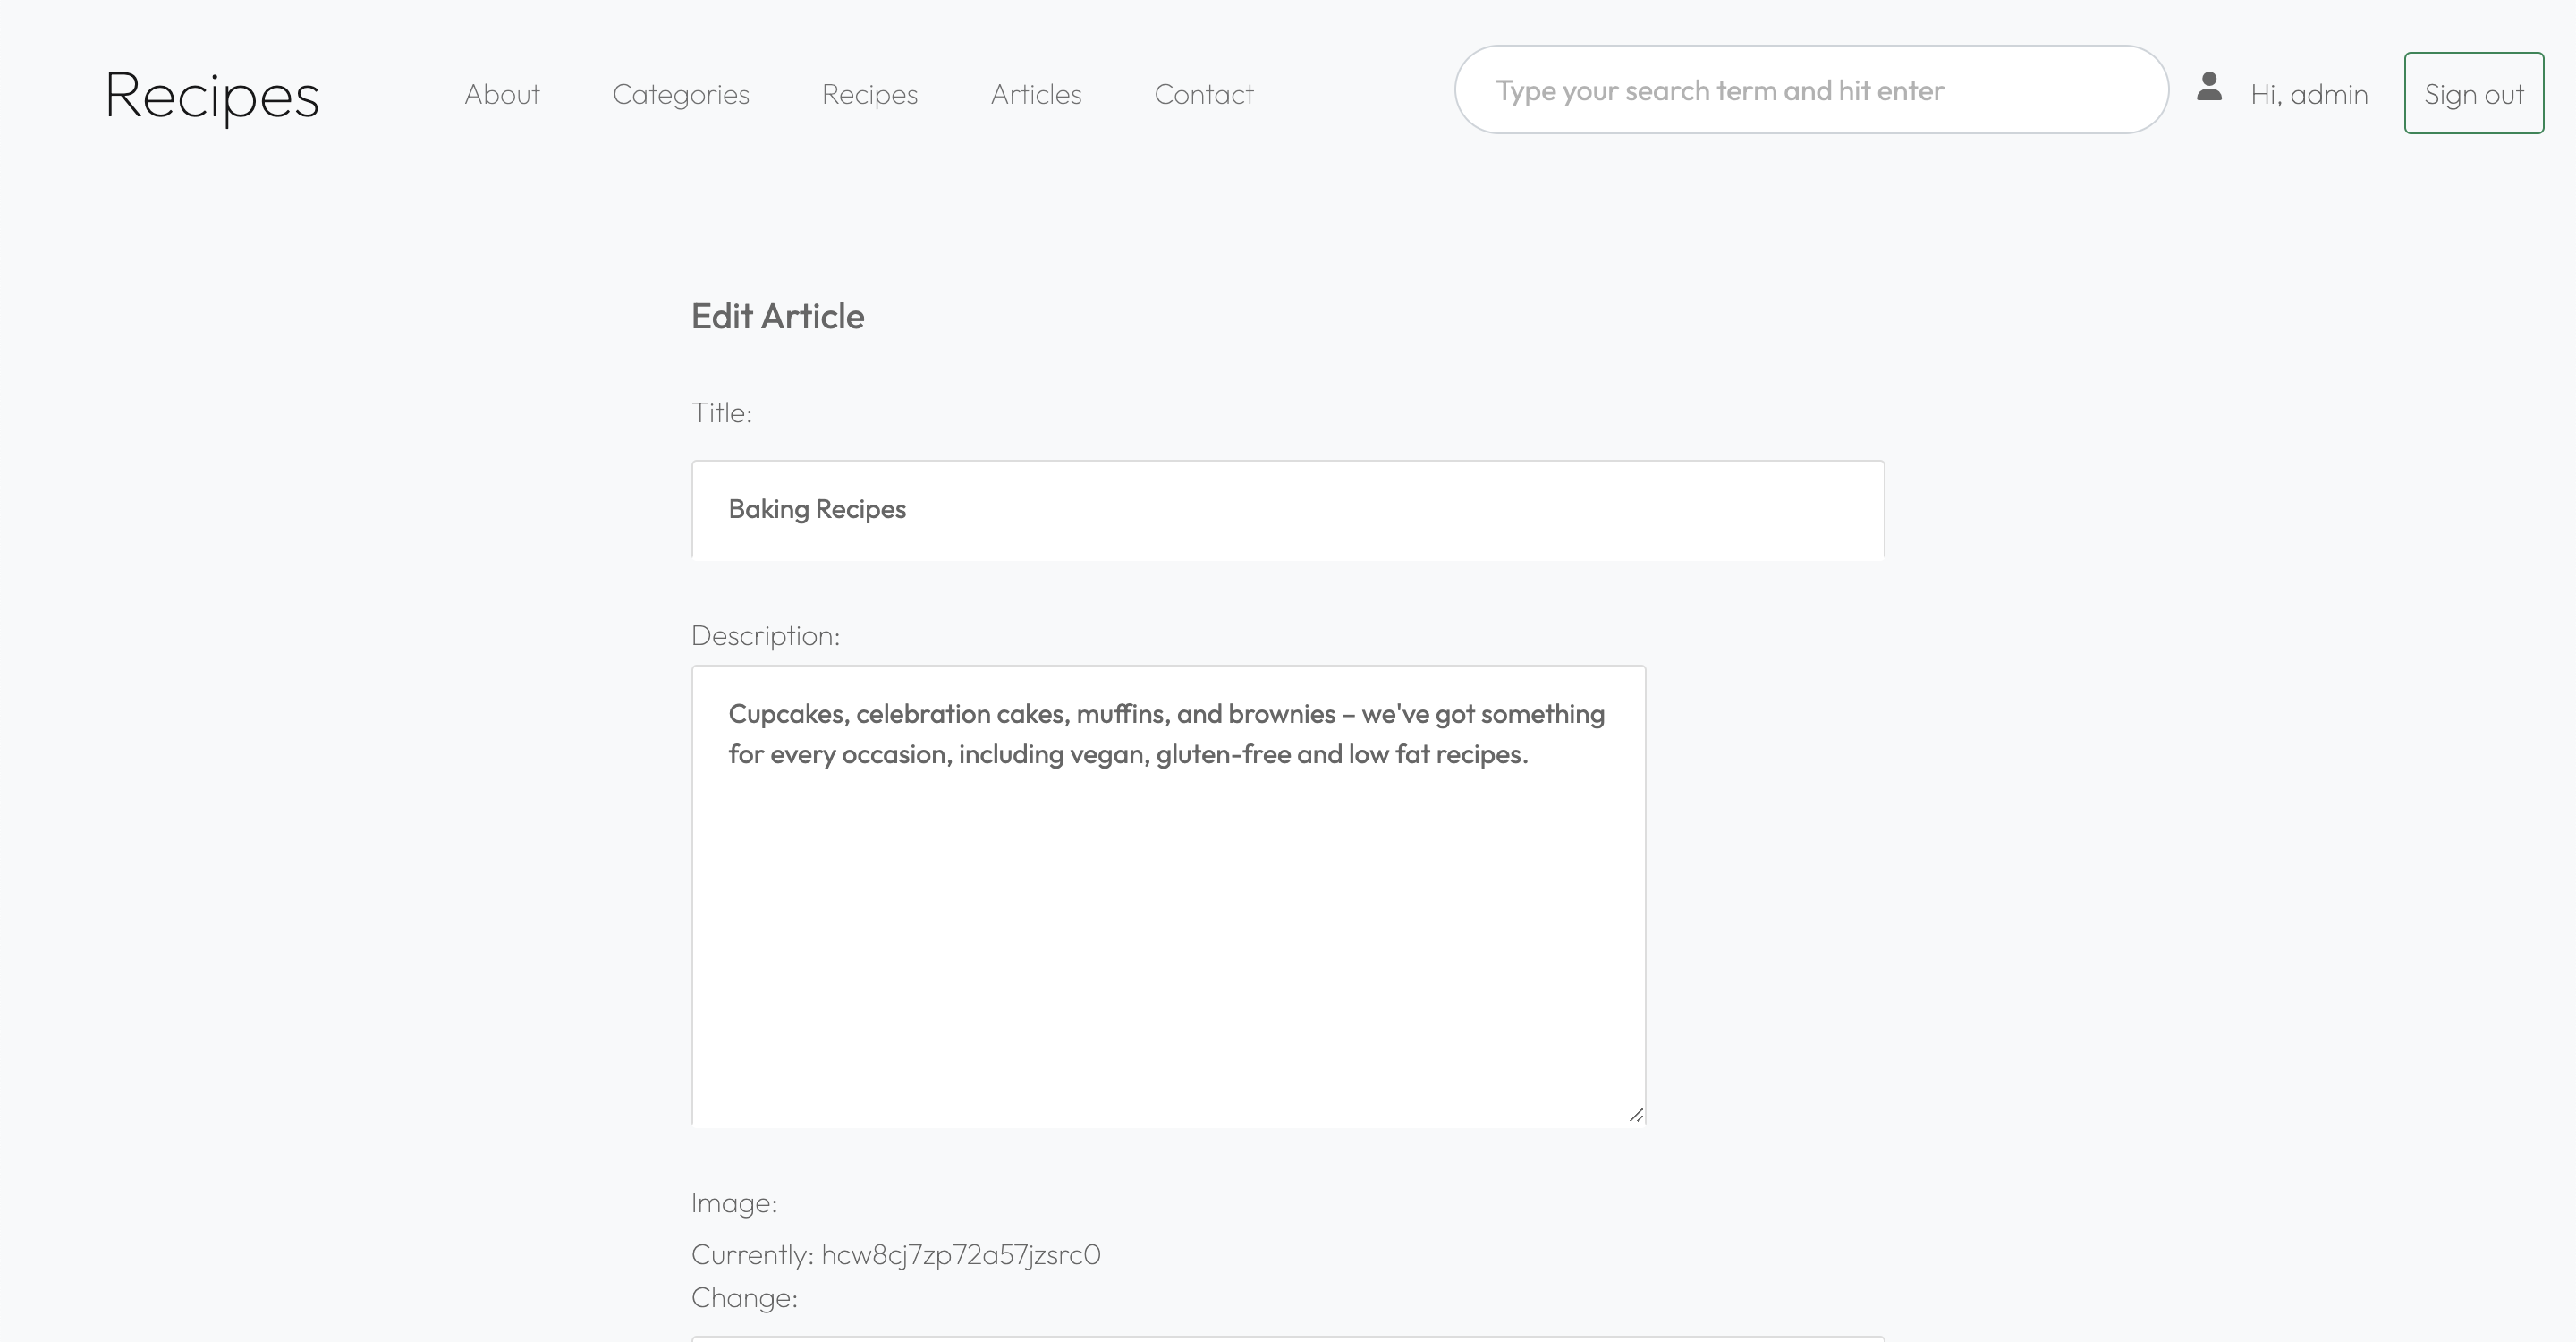 Recipes
About
Categories
Recipes
Articles
Contact
Type your search term and hit enter
Hi, admin
Sign out
Edit Article
Title:
Baking Recipes
Description:
Cupcakes, celebration cakes, muffins, and brownies – we've got something
for every occasion, including vegan, gluten-free and low fat recipes.
Image:
Currently: hcw8cj7zp72a57jzsrc0
Change: